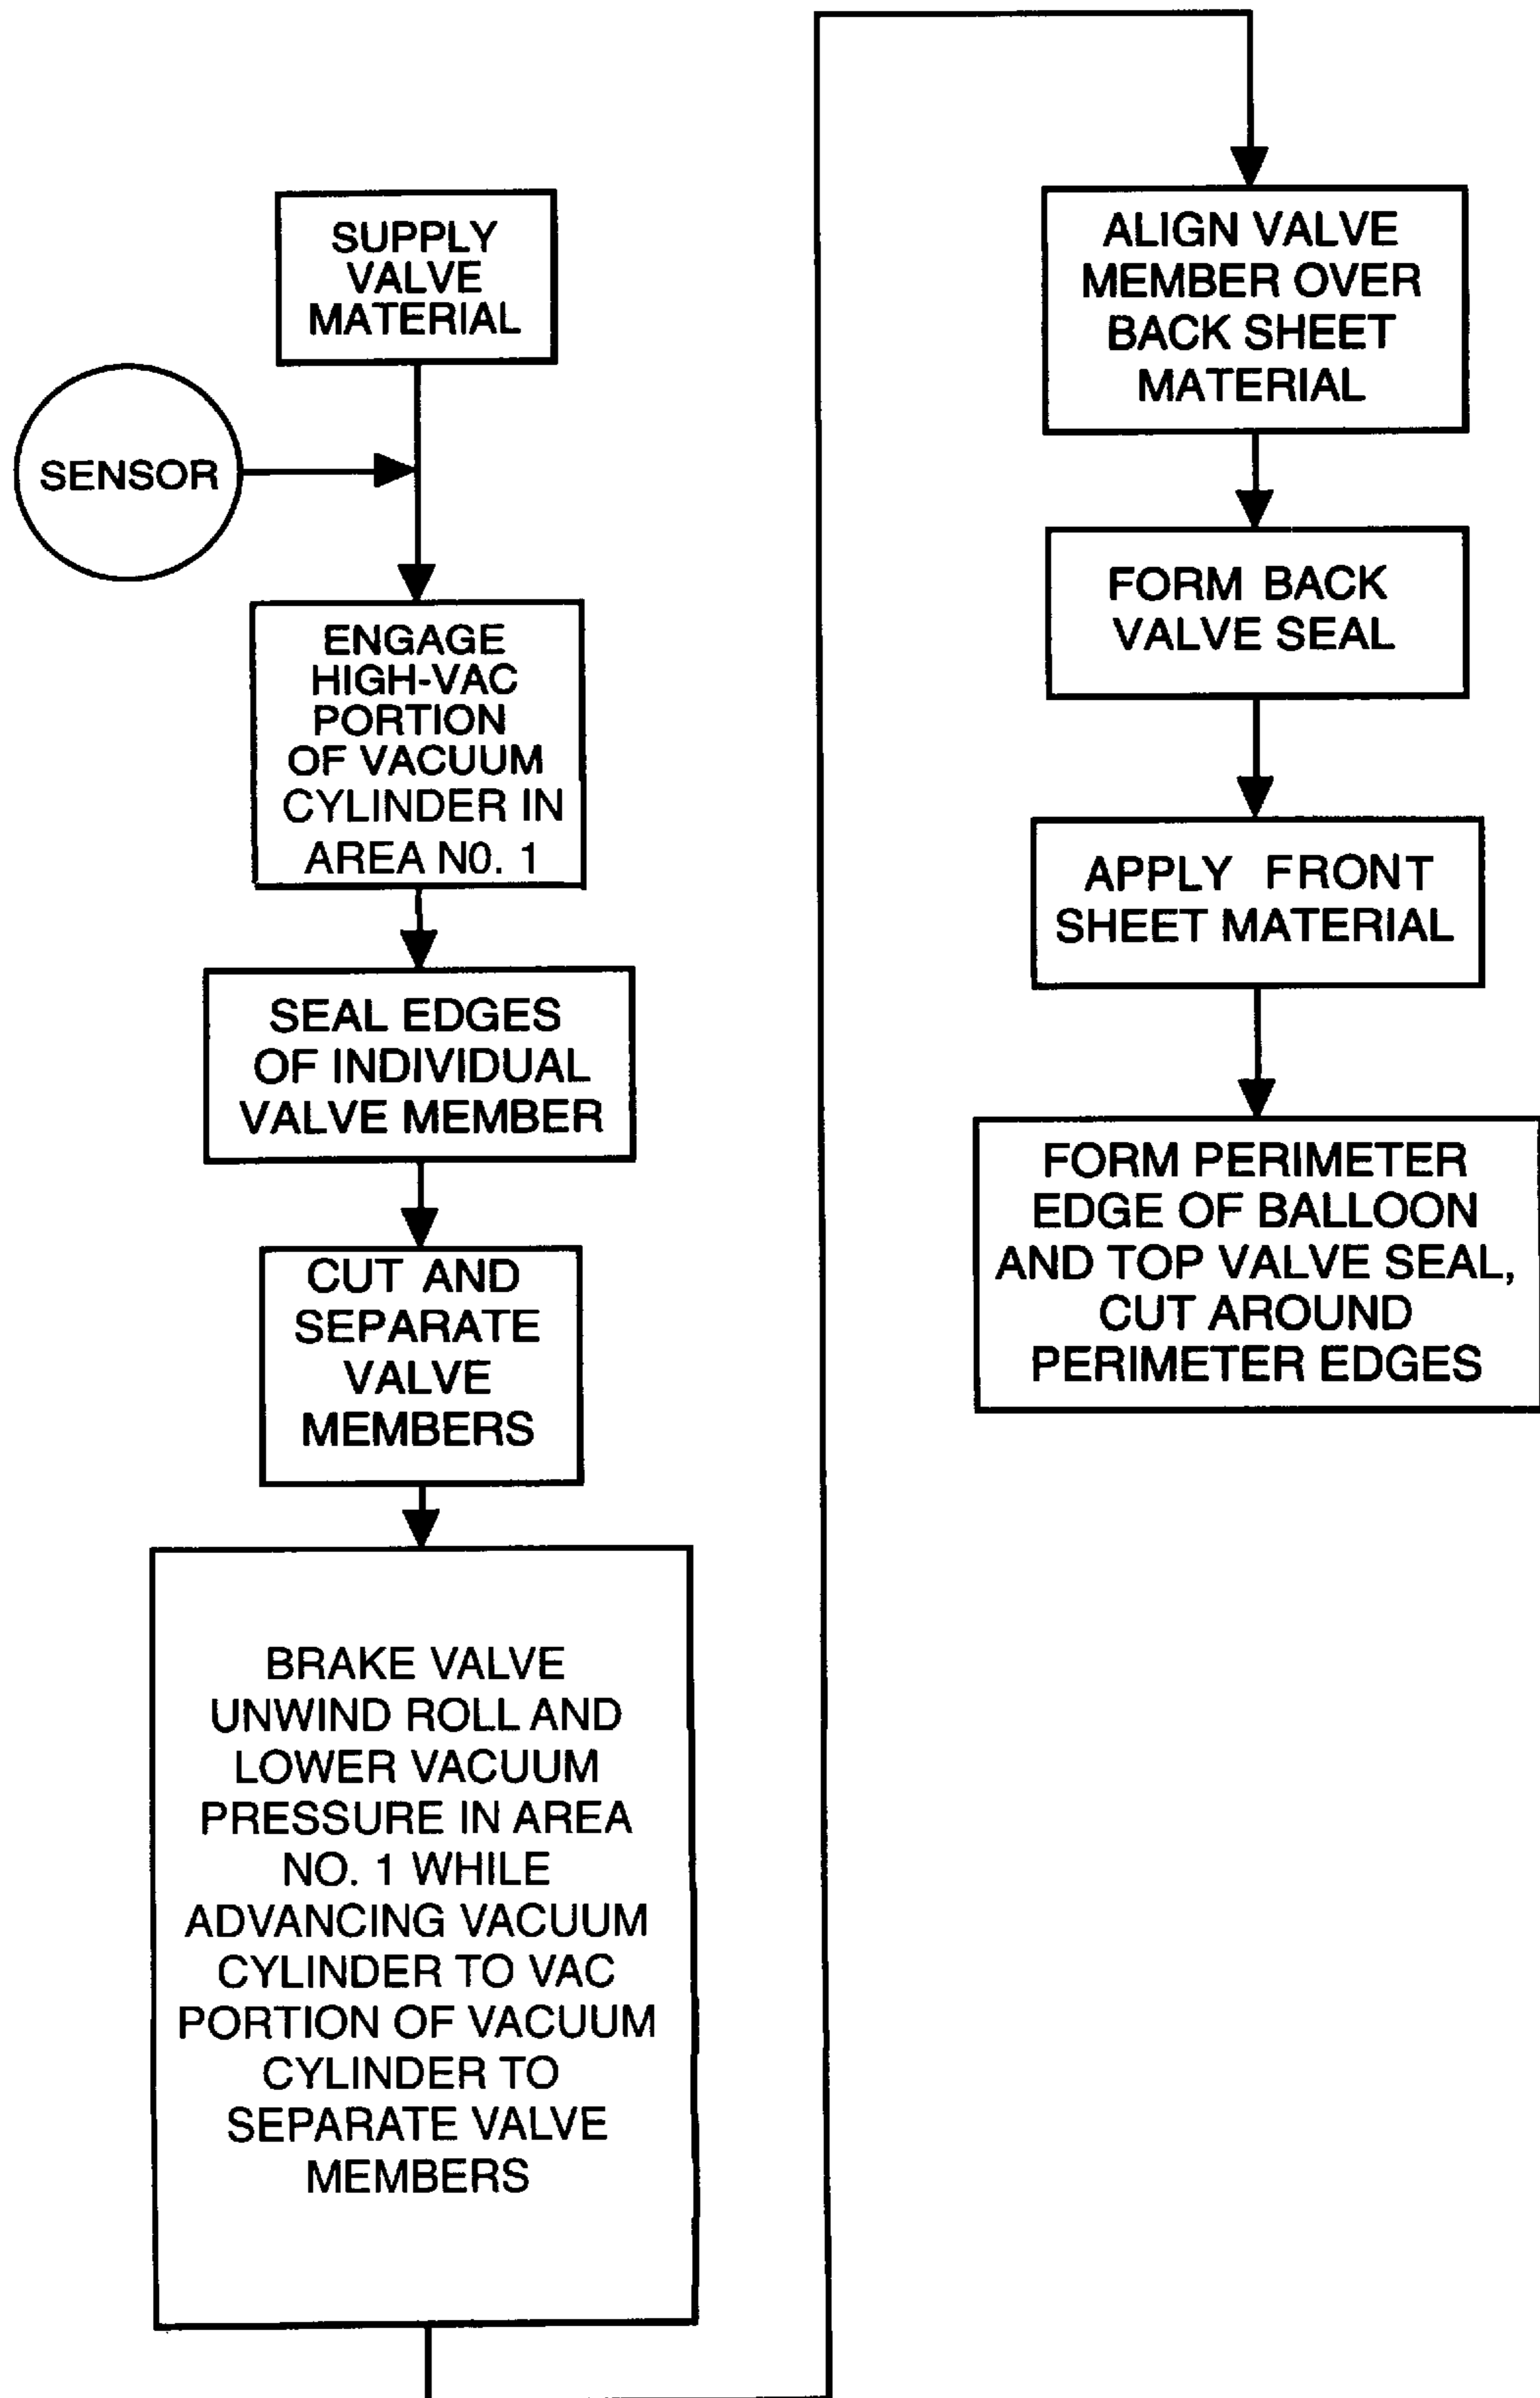 SUPPLY
VALVE
MATERIAL
SENSOR
ENGAGE
HIGH-VAC
PORTION
OF VACUUM
CYLINDER IN
AREA N0. 1
SEAL EDGES
OF INDIVIDUAL
VALVE MEMBER
CUT AND
SEPARATE
VALVE
MEMBERS
BRAKE VALVE
UNWIND ROLL AND
LOWER VACUUM
PRESSURE IN AREA
NO. 1 WHILE
ADVANCING VACUUM
CYLINDER TO VAC
PORTION OF VACUUM
CYLINDER TO
SEPARATE VALVE
MEMBERS
ALIGN VALVE
MEMBER OVER
BACK SHEET
MATERIAL
FORM BACK
VALVE SEAL
APPLY FRONT
SHEET MATERIAL
FORM PERIMETER
EDGE OF BALLOON
AND TOP VALVE SEAL,
CUT AROUND
PERIMETER EDGES